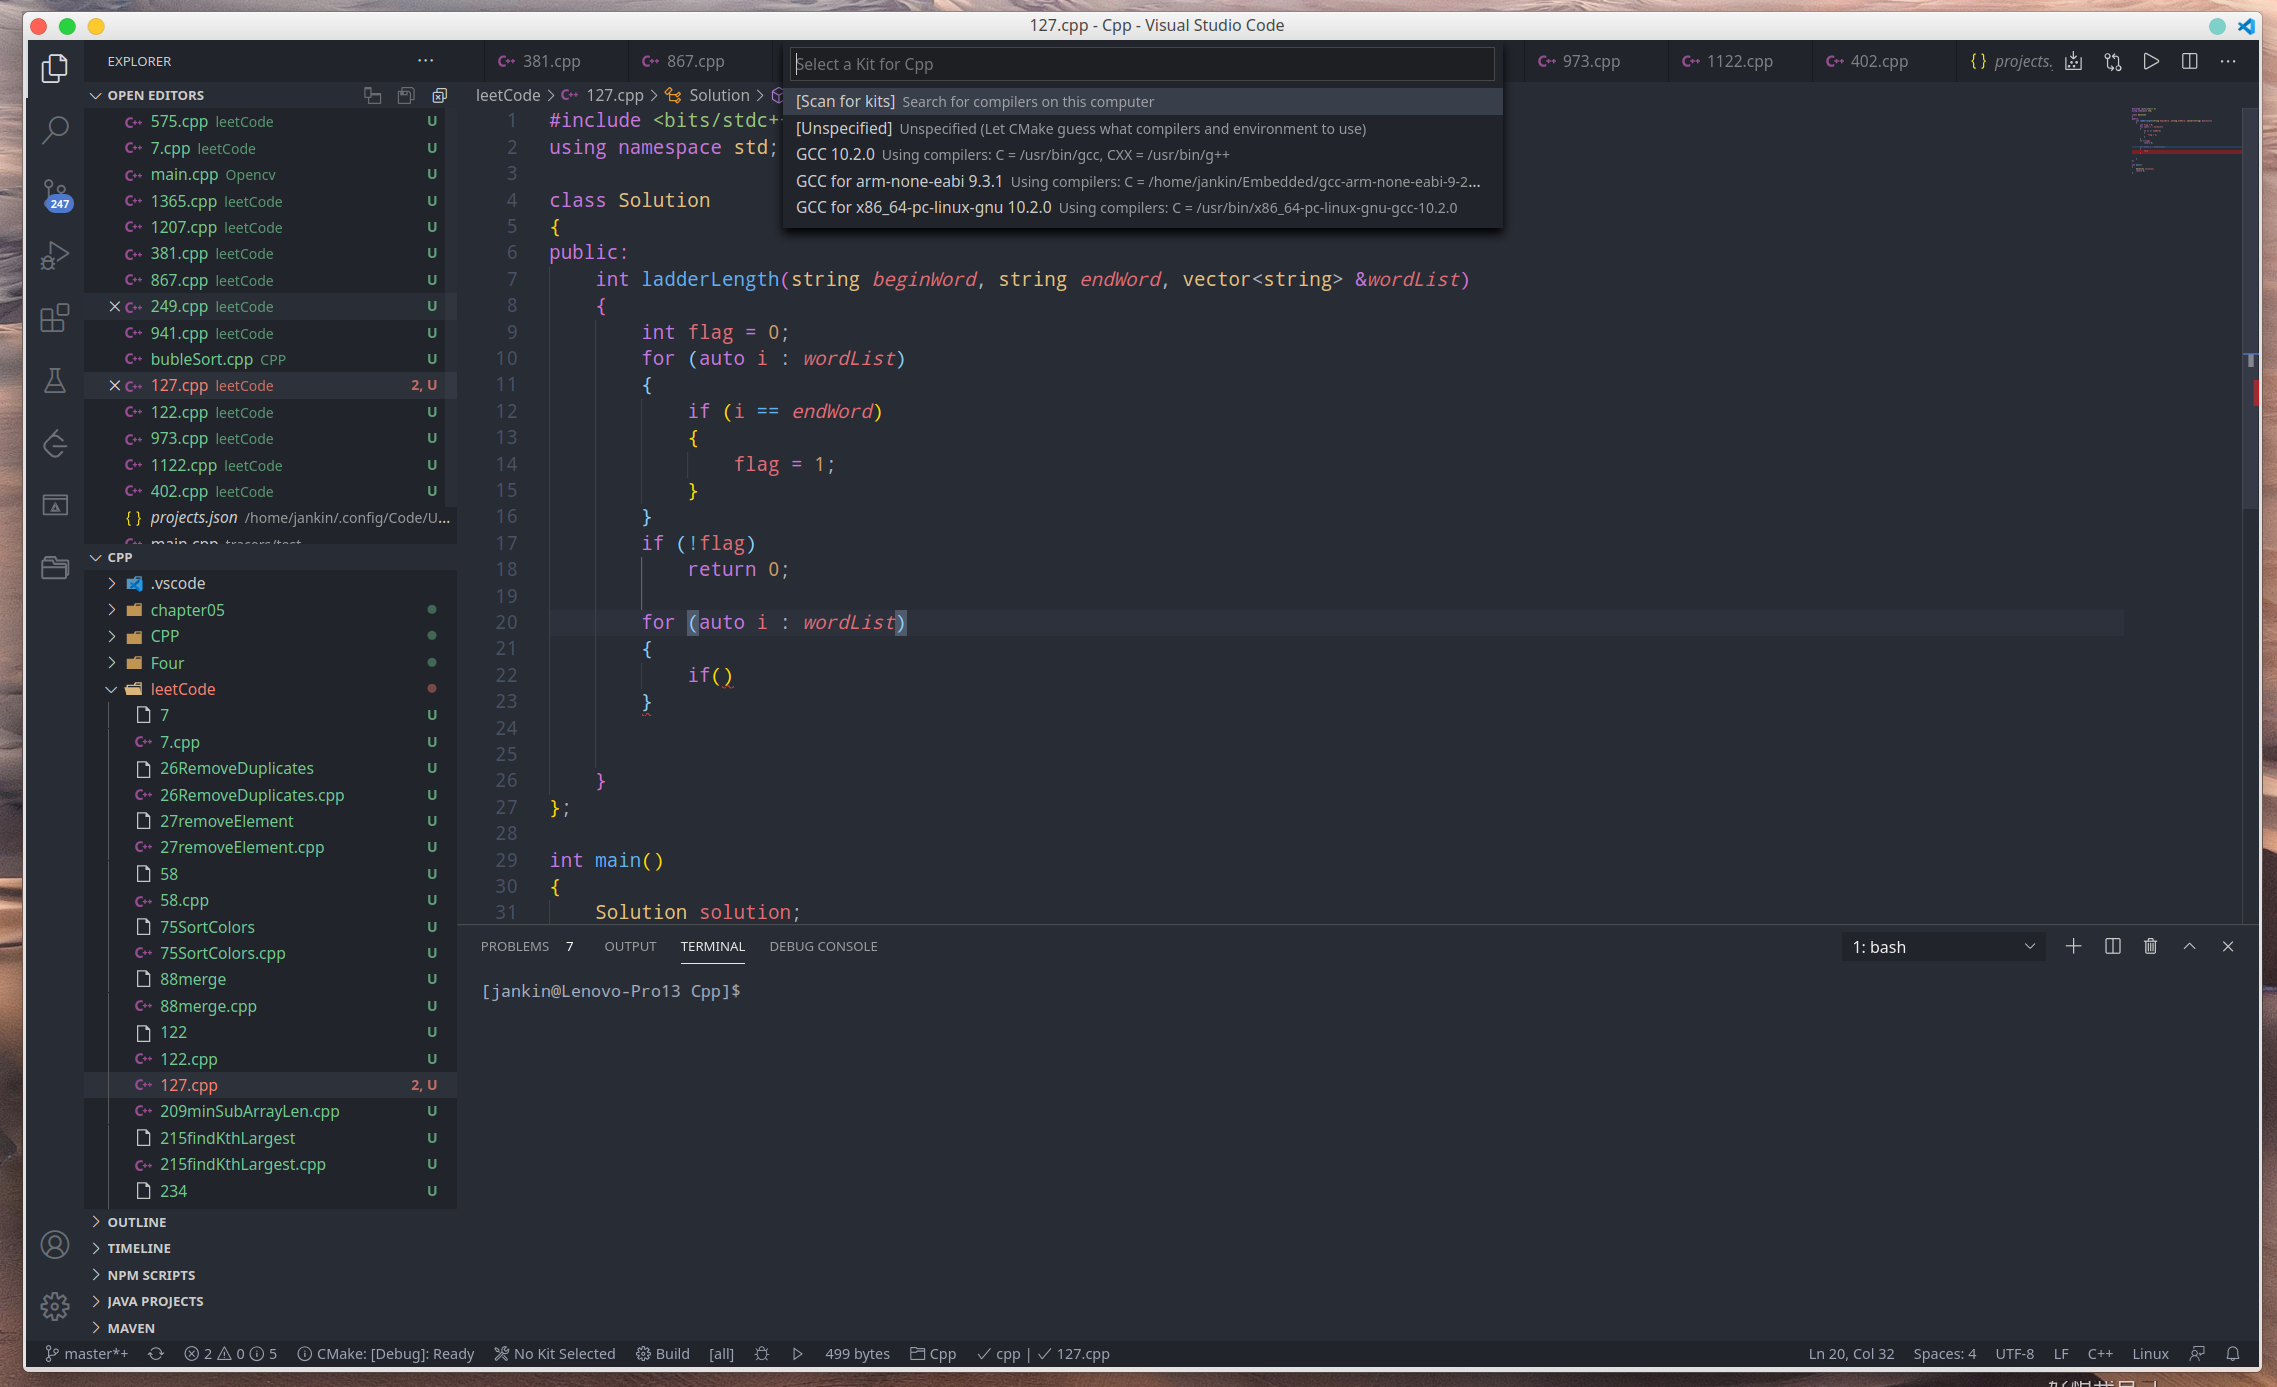 127.cpp - Cpp - Visual Studio Code
EXPLORER
381.cpp
867.cpp
973.cpp
1122.cpp
402.cpp
{} projects.
Select a Kit for Cpp
[Scan for kits] Search for compilers on this computer
[Unspecified] Unspecified (Let CMake guess what compilers and environment to use)
GCC 10.2.0 Using compilers: C = /usr/bin/gcc, CXX = /usr/bin/g++
GCC for arm-none-eabi 9.3.1 Using compilers: C = /home/jankin/Embedded/gcc-arm-none-eabi-9-2...
GCC for x86_64-pc-linux-gnu 10.2.0 Using compilers: C = /usr/bin/x86_64-pc-linux-gnu-gcc-10.2.0
OPEN EDITORS
575.cpp leetCode U
7.cpp leetCode U
main.cpp Opencv U
1365.cpp leetCode U
1207.cpp leetCode U
381.cpp leetCode U
867.cpp leetCode U
249.cpp leetCode U
941.cpp leetCode U
bubleSort.cpp CPP U
127.cpp leetCode 2, U
122.cpp leetCode U
973.cpp leetCode U
1122.cpp leetCode U
402.cpp leetCode U
{} projects.json /home/jankin/.config/Code/U...
main.cpp tracers/test
247
CPP
.vscode
chapter05
CPP
Four
leetCode
7 U
7.cpp U
26RemoveDuplicates U
26RemoveDuplicates.cpp U
27removeElement U
27removeElement.cpp U
58 U
58.cpp U
75SortColors U
75SortColors.cpp U
88merge U
88merge.cpp U
122 U
122.cpp U
127.cpp 2, U
209minSubArrayLen.cpp U
215findKthLargest U
215findKthLargest.cpp U
234 U
OUTLINE
TIMELINE
NPM SCRIPTS
JAVA PROJECTS
MAVEN
leetCode > 127.cpp > Solution >
1 #include <bits/stdc+
2 using namespace std;
3
4 class Solution
5 {
6 public:
7 int ladderLength(string beginWord, string endWord, vector<string> &wordList)
8 {
9 int flag = 0;
10 for (auto i : wordList)
11 {
12 if (i == endWord)
13 {
14 flag = 1;
15 }
16 }
17 if (!flag)
18 return 0;
19
20 for (auto i : wordList)
21 {
22 if()
23 }
24
25
26 }
27 };
28
29 int main()
30 {
31 Solution solution;
PROBLEMS 7 OUTPUT TERMINAL DEBUG CONSOLE
1: bash
[jankin@Lenovo-Pro13 Cpp]$
master*+ 2 0 5 CMake: [Debug]: Ready No Kit Selected Build [all] 499 bytes Cpp cpp | 127.cpp
Ln 20, Col 32 Spaces: 4 UTF-8 LF C++ Linux